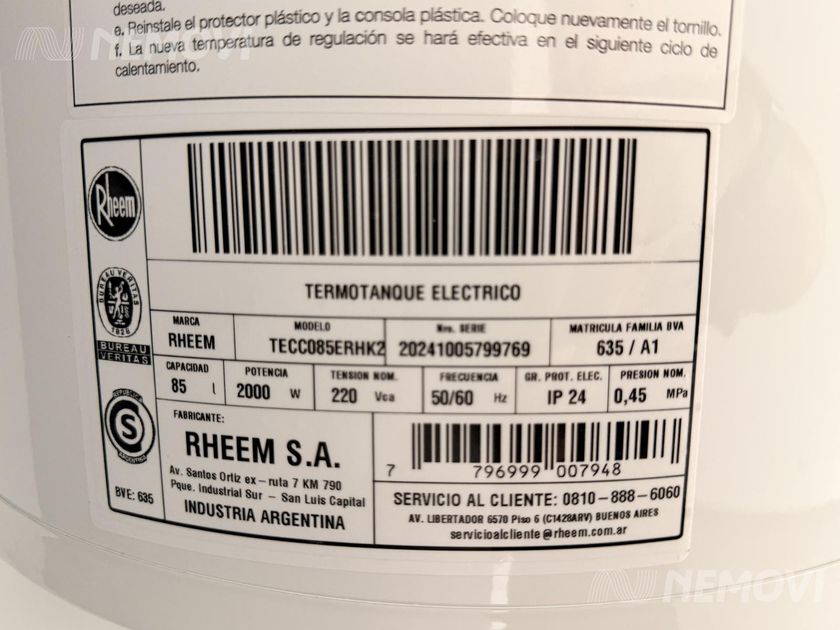 deseada.
e. Reinstale el protector plástico y la consola plástica. Coloque nuevamente el tornillo.
f. La nueva temperatura de regulación se hará efectiva en el siguiente ciclo de
calentamiento.
NEMOVI
Rheem
BUREAU VERITAS
1828
BUREAU
VERITAS
TERMOTANQUE ELECTRICO
MARCA
RHEEM
MODELO
TECC085ERHK2
Nro. SERIE
20241005799769
MATRICULA FAMILIA BVA
635 / A1
CAPACIDAD
85 l
POTENCIA
2000 W
TENSION NOM.
220 Vca
FRECUENCIA
50/60 Hz
GR. PROT. ELEC.
IP 24
PRESION NOM.
0,45 MPa
REPUBLICA
S
ARGENTINA
BVE: 635
FABRICANTE:
RHEEM S.A.
Av. Santos Ortiz ex - ruta 7 KM 790
Pque. Industrial Sur - San Luis Capital
INDUSTRIA ARGENTINA
7 796999 007948
SERVICIO AL CLIENTE: 0810-888-6060
AV. LIBERTADOR 6570 Piso 6 (C1428ARV) BUENOS AIRES
servicioalcliente@rheem.com.ar
NEMOVI